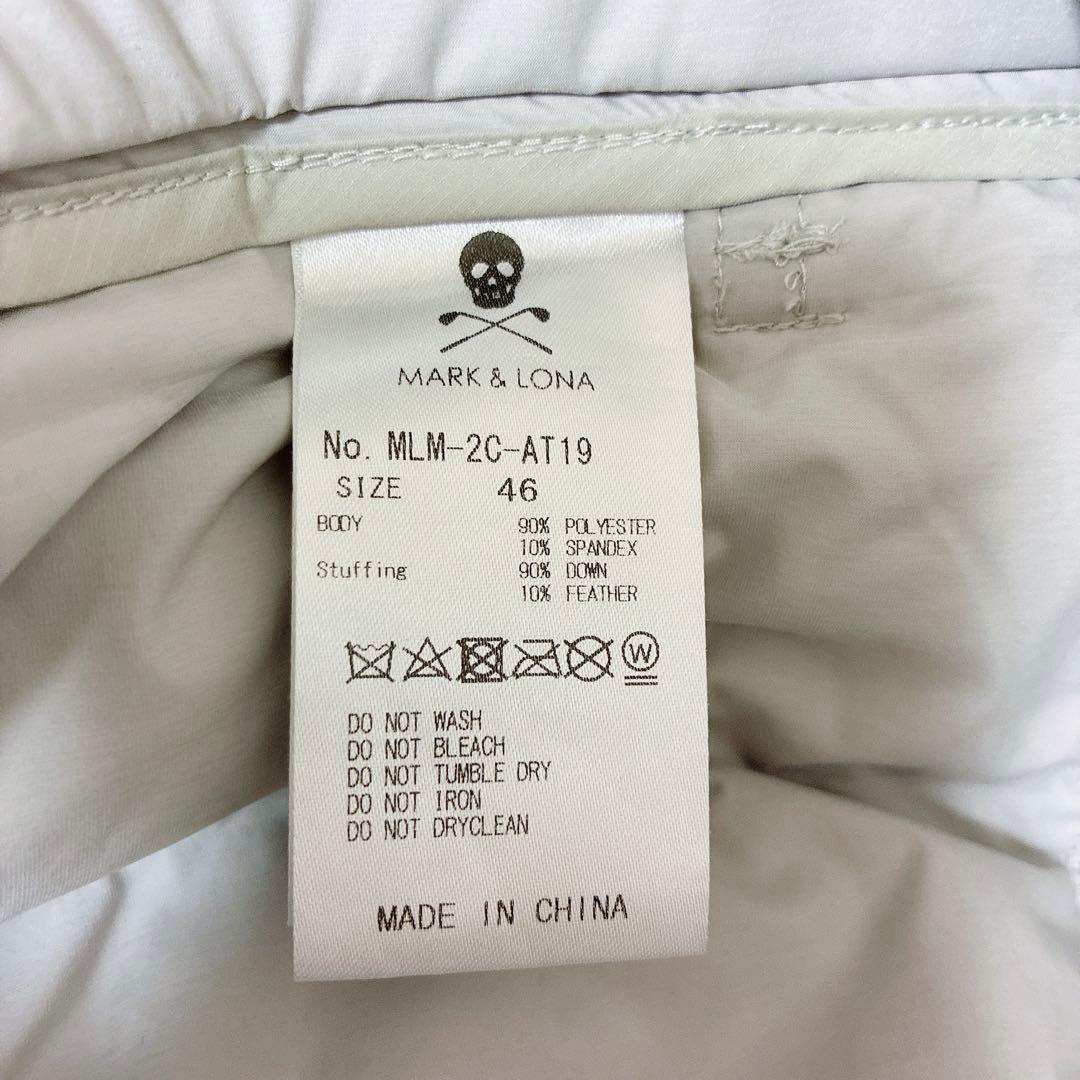 MARK & LONA
No. MLM-2C-AT19
SIZE 46
BODY 90% POLYESTER
10% SPANDEX
Stuffing 90% DOWN
10% FEATHER
W
DO NOT WASH
DO NOT BLEACH
DO NOT TUMBLE DRY
DO NOT IRON
DO NOT DRYCLEAN
MADE IN CHINA